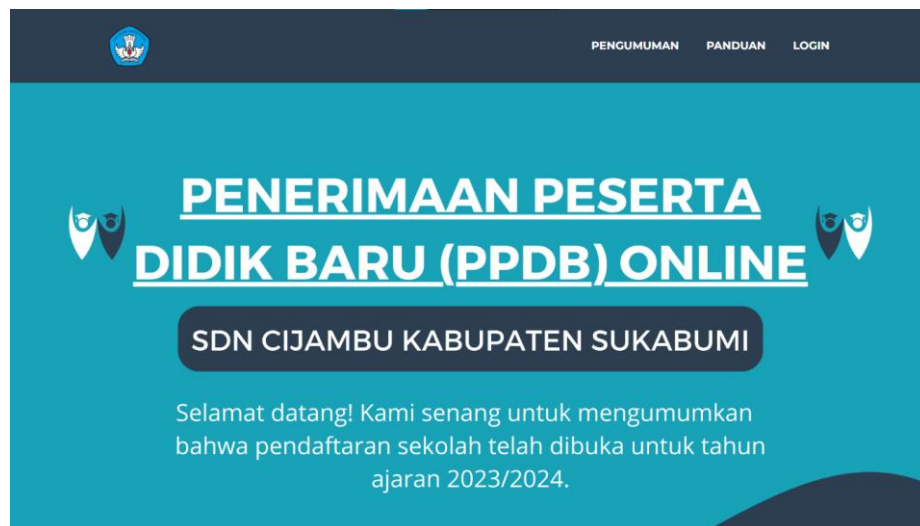 PENGUMUMAN PANDUAN LOGIN
PENERIMAAN PESERTA
DIDIK BARU (PPDB) ONLINE
SDN CIJAMBU KABUPATEN SUKABUMI
Selamat datang! Kami senang untuk mengumumkan
bahwa pendaftaran sekolah telah dibuka untuk tahun
ajaran 2023/2024.